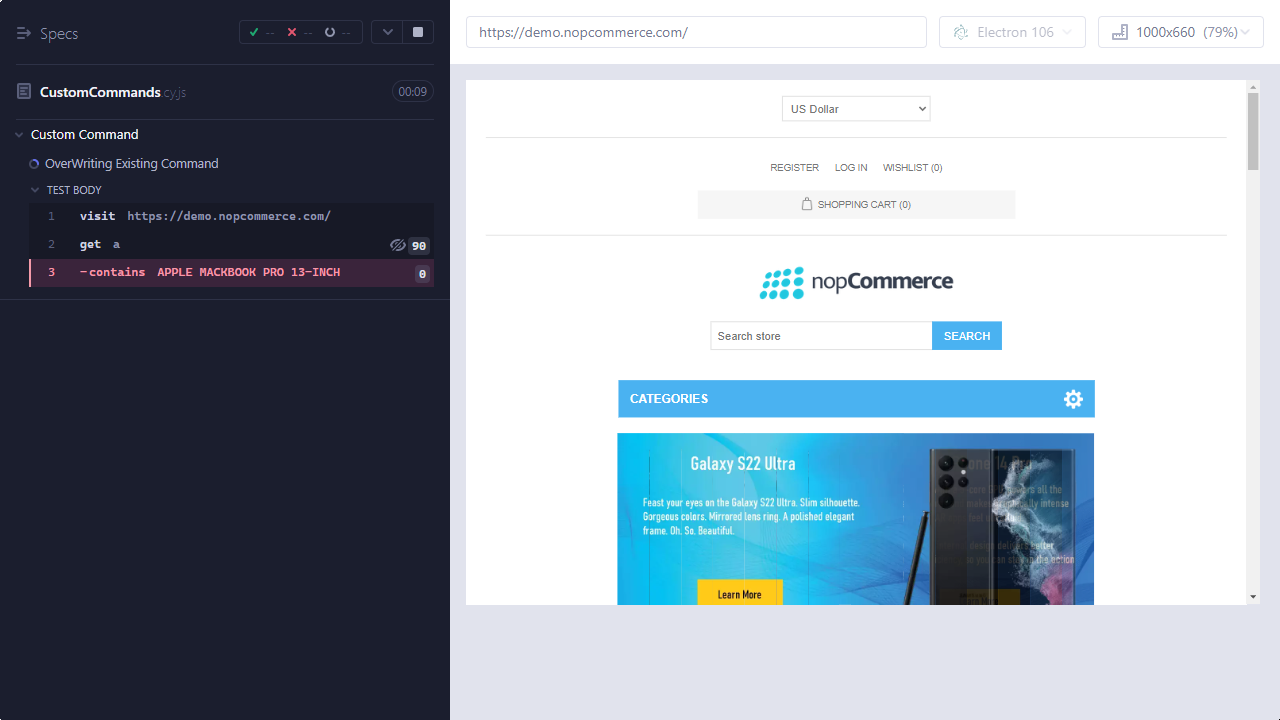 Specs
-- -- --
CustomCommands.cy.js
00:09
Custom Command
OverWriting Existing Command
TEST BODY
1 visit https://demo.nopcommerce.com/
2 get a 90
3 -contains APPLE MACKBOOK PRO 13-INCH 0
https://demo.nopcommerce.com/
Electron 106
1000x660 (79%)
US Dollar
REGISTER LOG IN WISHLIST (0)
SHOPPING CART (0)
nopCommerce
Search store
SEARCH
CATEGORIES
Galaxy S22 Ultra
Feast your eyes on the Galaxy S22 Ultra. Slim silhouette.
Gorgeous colors. Mirrored lens ring. A polished elegant
frame. Oh. So. Beautiful.
Learn More